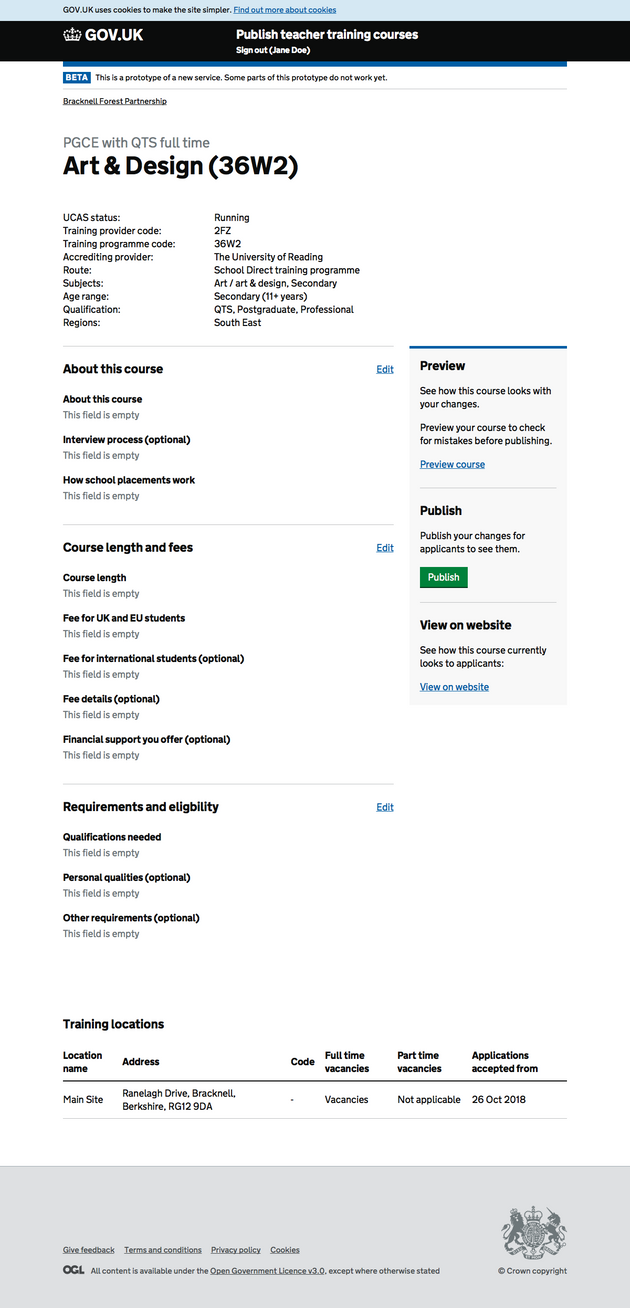 GOV.UK uses cookies to make the site simpler. Find out more about cookies
GOV.UK
Publish teacher training courses
Sign out (Jane Doe)
BETA This is a prototype of a new service. Some parts of this prototype do not work yet.
Bracknell Forest Partnership
PGCE with QTS full time
Art & Design (36W2)
UCAS status: Running
Training provider code: 2FZ
Training programme code: 36W2
Accrediting provider: The University of Reading
Route: School Direct training programme
Subjects: Art / art & design, Secondary
Age range: Secondary (11+ years)
Qualification: QTS, Postgraduate, Professional
Regions: South East
About this course Edit
About this course
This field is empty
Interview process (optional)
This field is empty
How school placements work
This field is empty
Course length and fees Edit
Course length
This field is empty
Fee for UK and EU students
This field is empty
Fee for international students (optional)
This field is empty
Fee details (optional)
This field is empty
Financial support you offer (optional)
This field is empty
Requirements and eligbility Edit
Qualifications needed
This field is empty
Personal qualities (optional)
This field is empty
Other requirements (optional)
This field is empty
Preview
See how this course looks with
your changes.
Preview your course to check
for mistakes before publishing.
Preview course
Publish
Publish your changes for
applicants to see them.
Publish
View on website
See how this course currently
looks to applicants:
View on website
Training locations
Location name Address Code Full time vacancies Part time vacancies Applications accepted from
Main Site Ranelagh Drive, Bracknell, Berkshire, RG12 9DA - Vacancies Not applicable 26 Oct 2018
Give feedback Terms and conditions Privacy policy Cookies
OGL All content is available under the Open Government Licence v3.0, except where otherwise stated
© Crown copyright